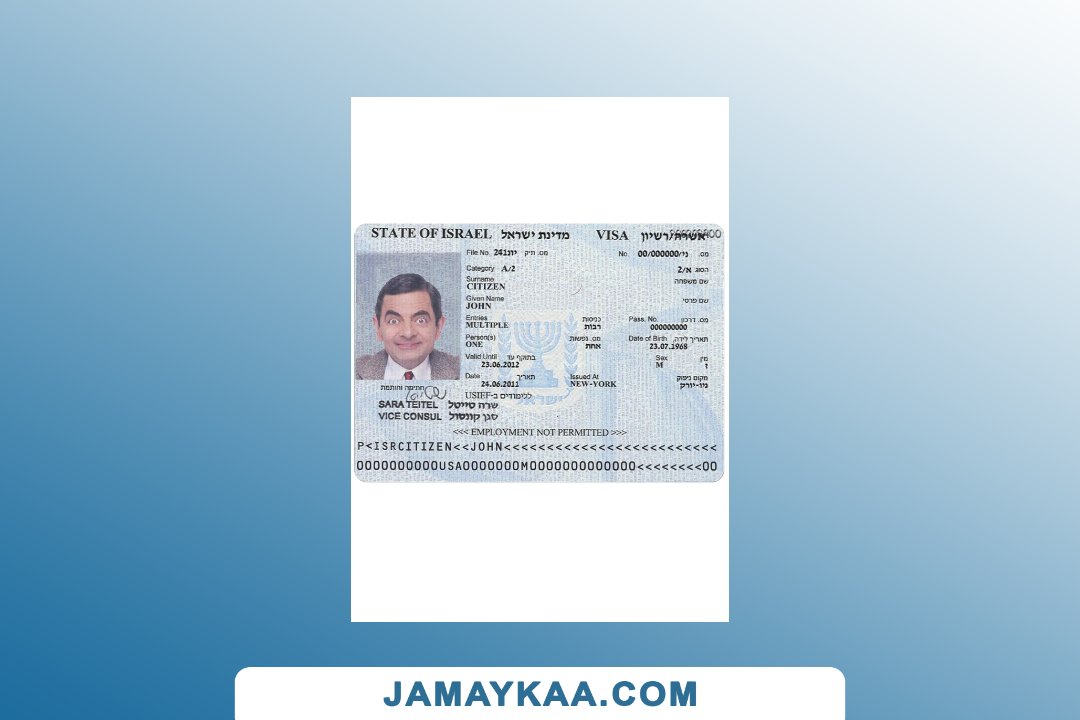 STATE OF ISRAEL מדינת ישראל VISA אשרה/רשיון
File No. 241יונ מס. תיק No. 00/000000/ני מס.
Category A/2 א/2 הסוג
Surname שם משפחה
CITIZEN
Given Name שם פרטי
JOHN
Entries כניסות Pass. No. מס. דרכון
MULTIPLE רבות 000000000
Person(s) מס. נפשות Date of Birth תאריך לידה,
ONE אחת 23.07.1968
Valid Until בתוקף עד Sex מין
23.06.2012 M ז
Date תאריך Issued At מקום ניפוק
24.06.2011 NEW-YORK ניו-יורק
חתימה וחותמת ללימודים ב-USIEF
SARA TEITEL שרה טייטל
VICE CONSUL סגן קונסול
<<< EMPLOYMENT NOT PERMITTED >>>
P<ISRCITIZEN<<JOHN<<<<<<<<<<<<<<<<<<<<<<<<<<
0000000000USA0000000M00000000000000<<<<<<<<00
JAMAYKAA.COM